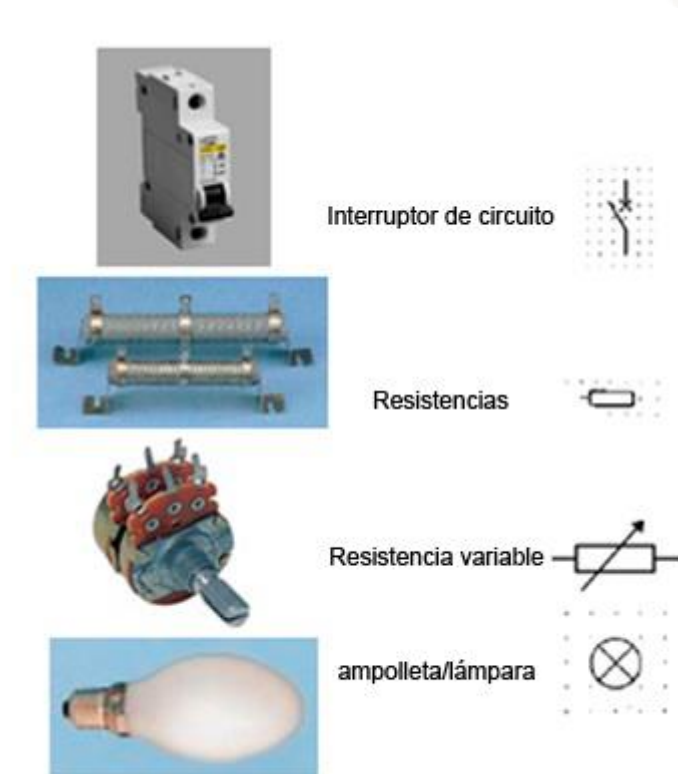 Interruptor de circuito
Resistencias
Resistencia variable
ampolleta/lámpara